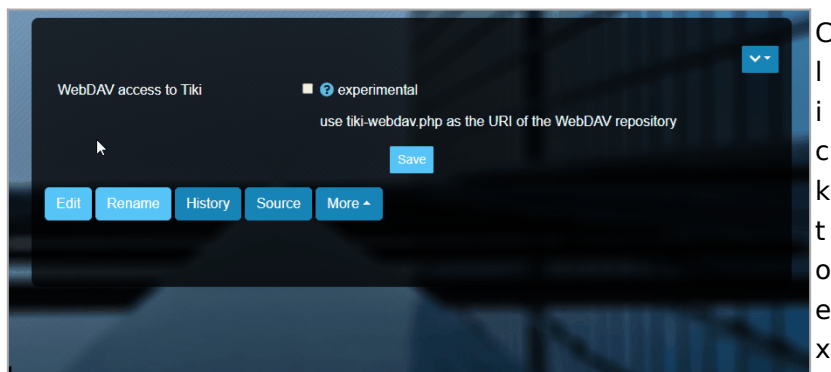 WebDAV access to Tiki
experimental
use tiki-webdav.php as the URI of the WebDAV repository
Save
Edit Rename History Source More
C
l
i
c
k
t
o
e
x